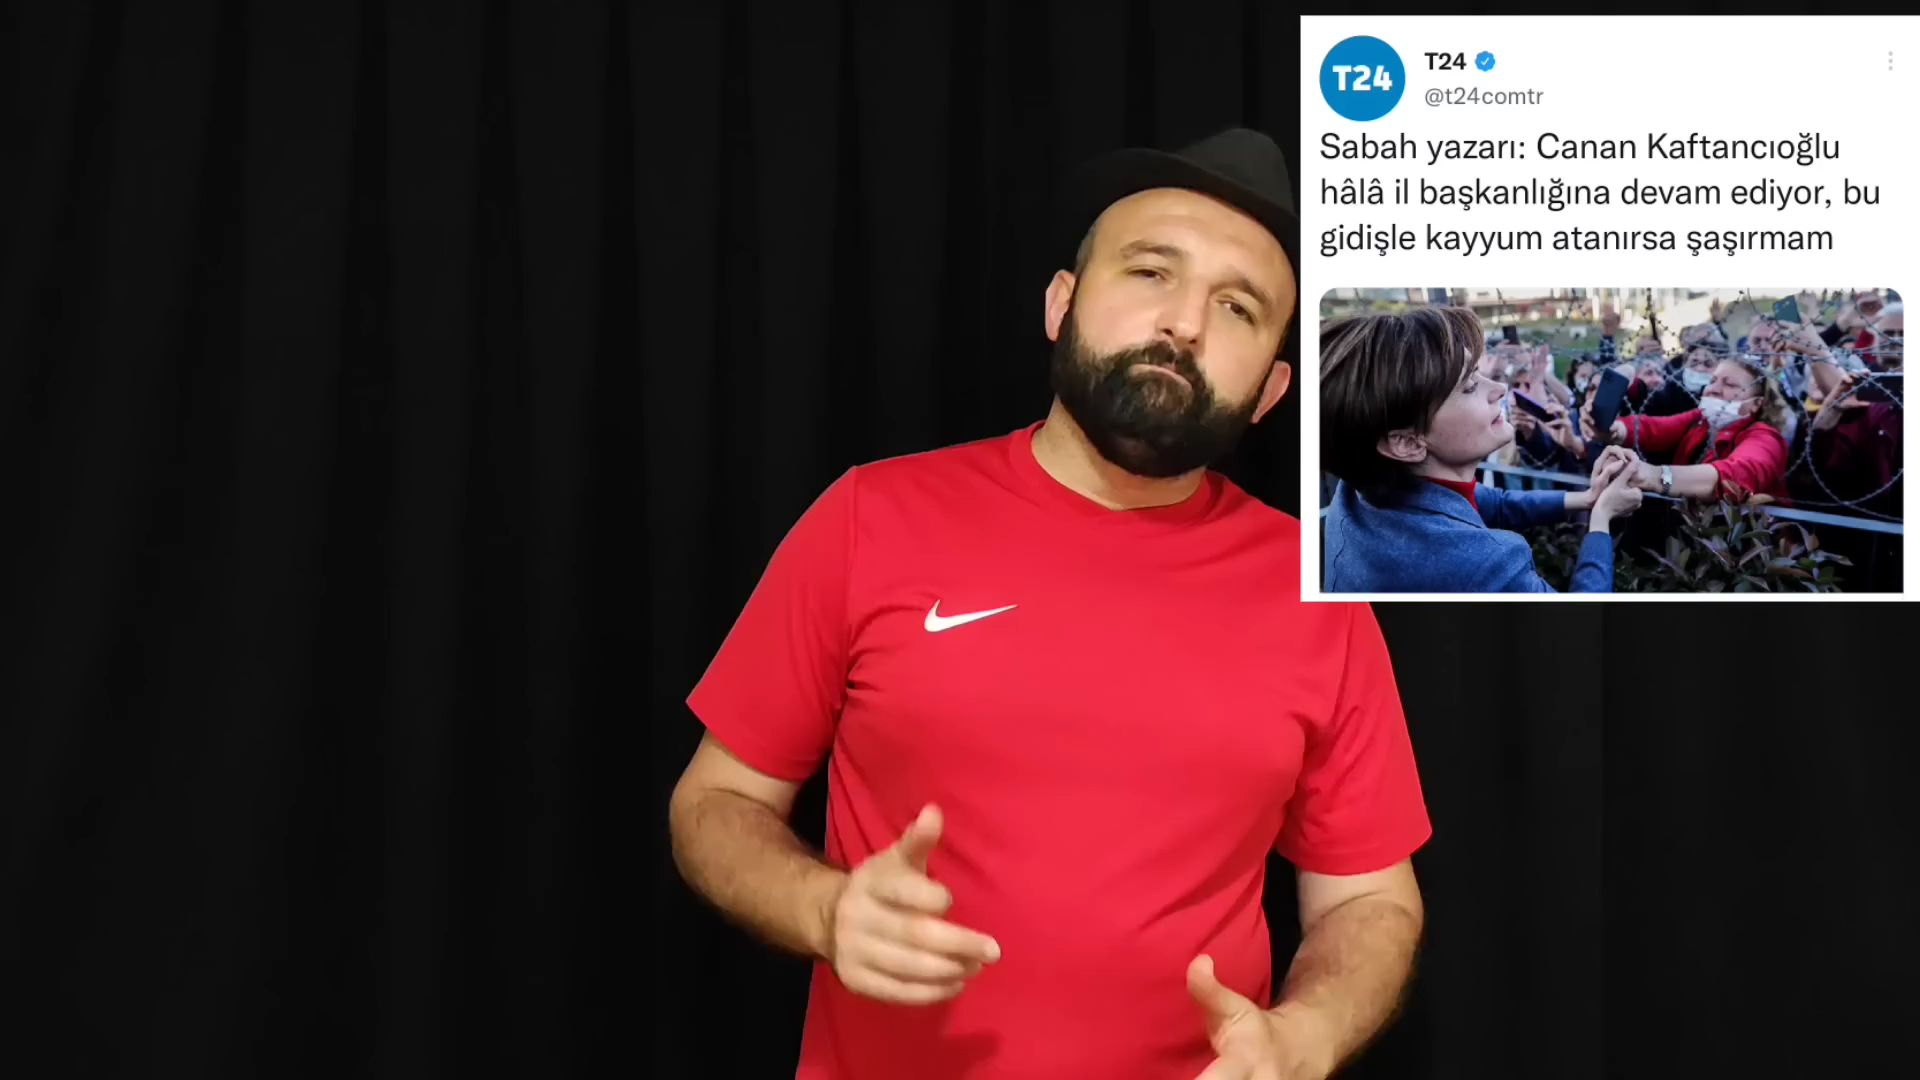 T24
T24
@t24comtr
Sabah yazarı: Canan Kaftancıoğlu
hâlâ il başkanlığına devam ediyor, bu
gidişle kayyum atanırsa şaşırmam